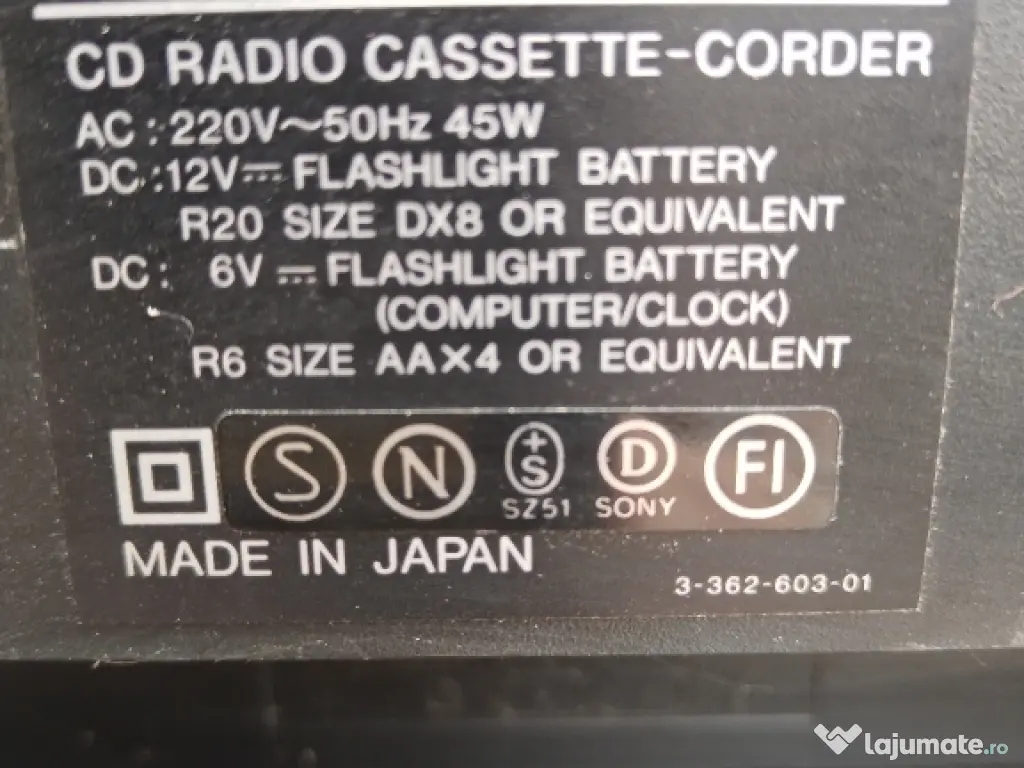 CD RADIO CASSETTE-CORDER
AC : 220V~50Hz 45W
DC : 12V⎓FLASHLIGHT BATTERY
R20 SIZE D×8 OR EQUIVALENT
DC : 6V ⎓FLASHLIGHT BATTERY
(COMPUTER/CLOCK)
R6 SIZE AA×4 OR EQUIVALENT
S N +S D FI
SZ51 SONY
MADE IN JAPAN
3-362-603-01
lajumate.ro